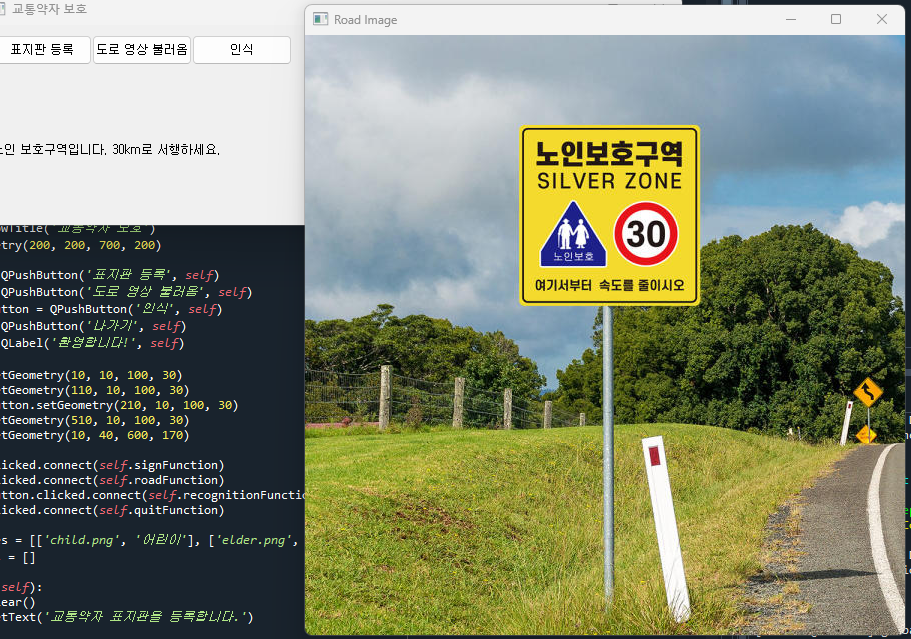 교통약자 보호
표지판 등록
도로 영상 불러옴
인식
인 보호구역입니다. 30km로 서행하세요.
Road Image
노인보호구역
SILVER ZONE
노인보호
30
여기서부터 속도를 줄이시오
wTitle('교통약자 보호')
etry(200, 200, 700, 200)
QPushButton('표지판 등록', self)
QPushButton('도로 영상 불러옴', self)
tton = QPushButton('인식', self)
QPushButton('나가기', self)
QLabel('환영합니다!', self)
tGeometry(10, 10, 100, 30)
tGeometry(110, 10, 100, 30)
tton.setGeometry(210, 10, 100, 30)
tGeometry(510, 10, 100, 30)
tGeometry(10, 40, 600, 170)
icked.connect(self.signFunction)
icked.connect(self.roadFunction)
tton.clicked.connect(self.recognitionFunctio
icked.connect(self.quitFunction)
s = [['child.png', '어린이'], ['elder.png',
= []
self):
ear()
tText('교통약자 표지판을 등록합니다.')